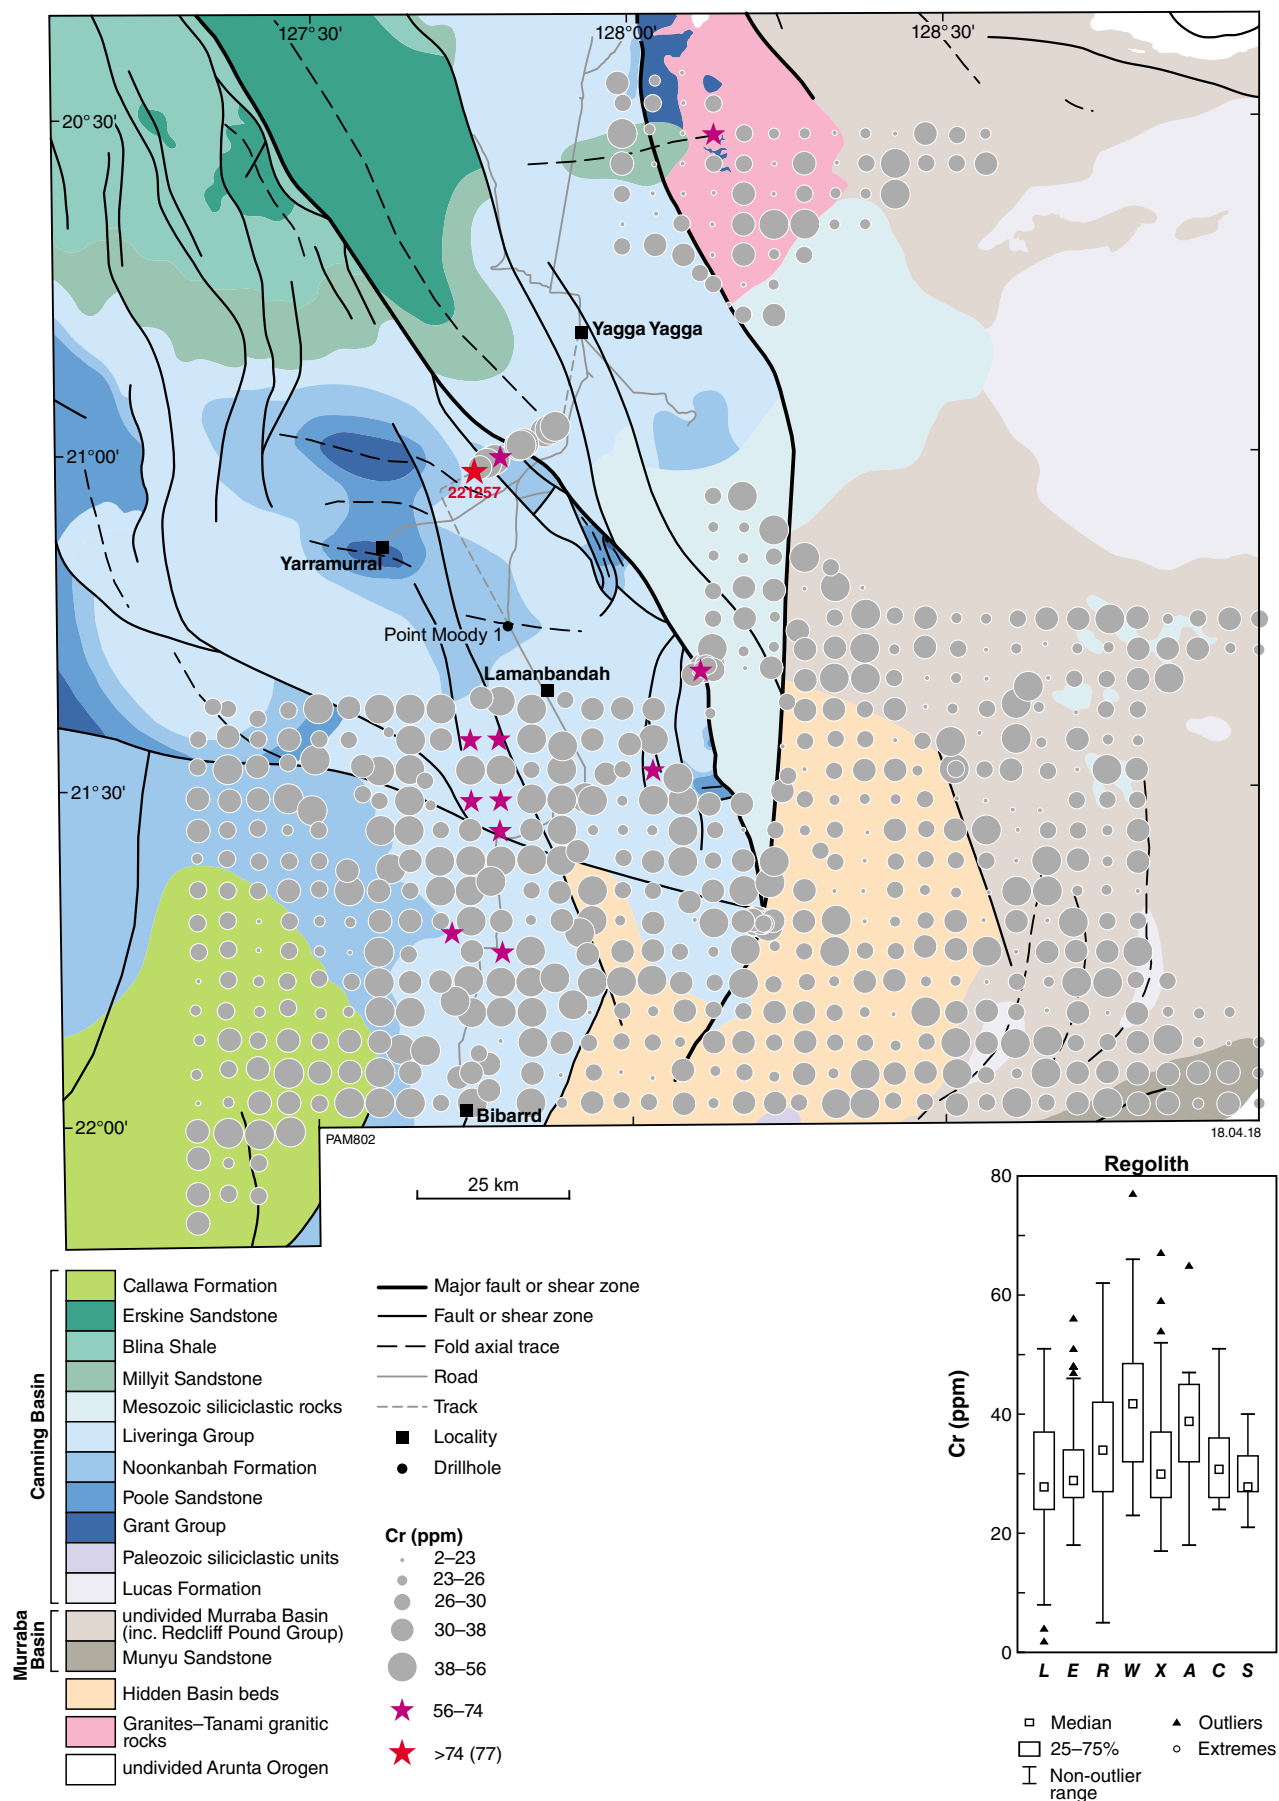 127°30'
128°00'
128°30'
20°30'
Yagga Yagga
21°00'
221257
Yarramurral
Point Moody 1
Lamanbandah
21°30'
Bibarrd
22°00'
PAM802
18.04.18
25 km
Canning Basin
Callawa Formation
Erskine Sandstone
Blina Shale
Millyit Sandstone
Mesozoic siliciclastic rocks
Liveringa Group
Noonkanbah Formation
Poole Sandstone
Grant Group
Paleozoic siliciclastic units
Lucas Formation
Murraba
Basin
undivided Murraba Basin
(inc. Redcliff Pound Group)
Munyu Sandstone
Hidden Basin beds
Granites–Tanami granitic
rocks
undivided Arunta Orogen
Major fault or shear zone
Fault or shear zone
Fold axial trace
Road
Track
Locality
Drillhole
Cr (ppm)
2–23
23–26
26–30
30–38
38–56
56–74
>74 (77)
Regolith
80
60
40
20
0
Cr (ppm)
L E R W X A C S
Median
Outliers
25–75%
Extremes
Non-outlier
range